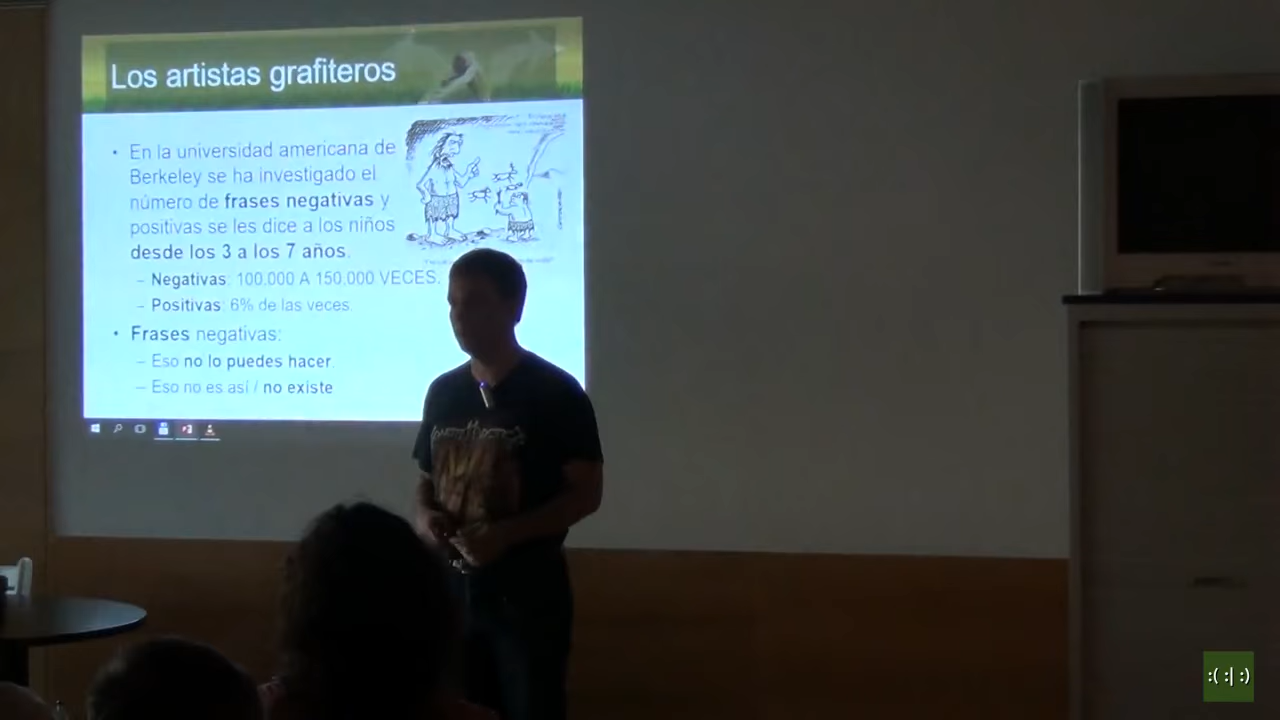 Los artistas grafiteros
• En la universidad americana de
Berkeley se ha investigado el
número de frases negativas y
positivas se les dice a los niños
desde los 3 a los 7 años.
– Negativas: 100.000 A 150.000 VECES.
– Positivas: 6% de las veces.
• Frases negativas:
– Eso no lo puedes hacer.
– Eso no es así / no existe
:( :| :)